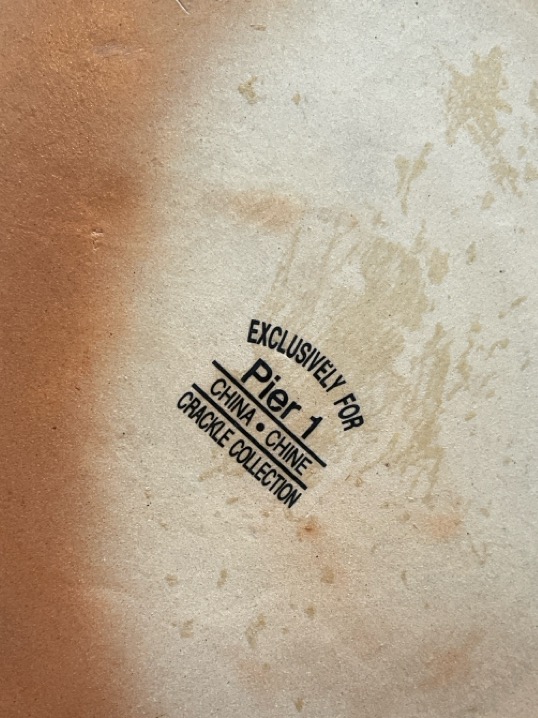 EXCLUSIVELY FOR
Pier 1
CHINA • CHINE
CRACKLE COLLECTION